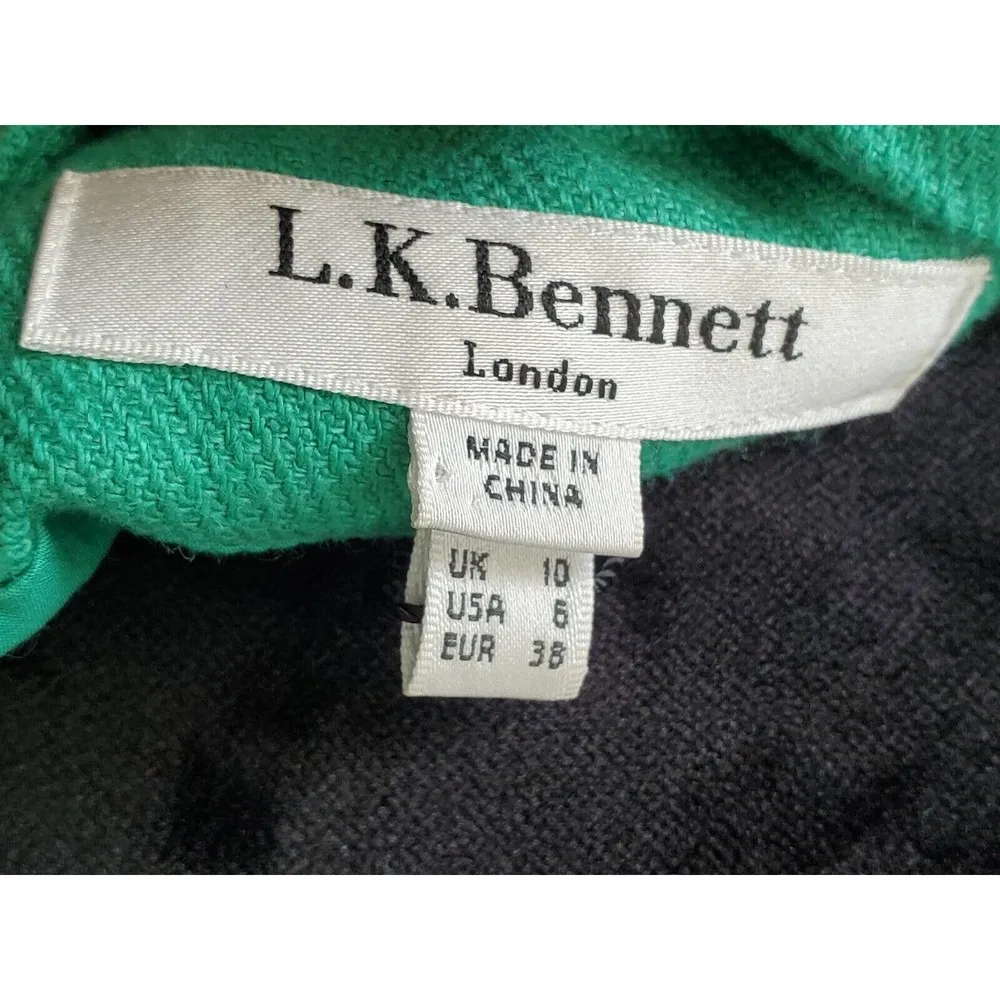 L.K.Bennett
London
MADE IN
CHINA
UK 10
USA 6
EUR 38